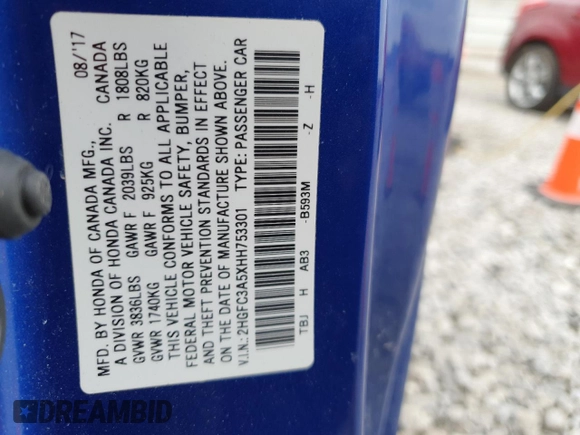 MFD. BY HONDA OF CANADA MFG., 08/'17
A DIVISION OF HONDA CANADA INC. CANADA
GVWR 3836LBS GAWR F 2039LBS R 1808LBS
GVWR 1740KG GAWR F 925KG R 820KG
THIS VEHICLE CONFORMS TO ALL APPLICABLE
FEDERAL MOTOR VEHICLE SAFETY, BUMPER,
AND THEFT PREVENTION STANDARDS IN EFFECT
ON THE DATE OF MANUFACTURE SHOWN ABOVE.
V.I.N.: 2HGFC3A5XHH753301 TYPE: PASSENGER CAR
TBJ H AB3 -B593M -Z -H
DREAMBID